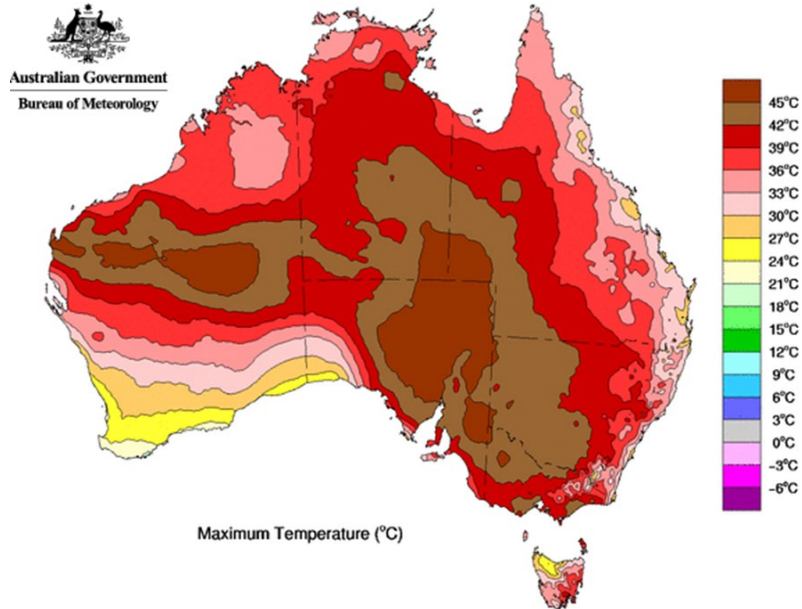 Australian Government
Bureau of Meteorology
45°C
42°C
39°C
36°C
33°C
30°C
27°C
24°C
21°C
18°C
15°C
12°C
9°C
6°C
3°C
0°C
-3°C
-6°C
Maximum Temperature (°C)